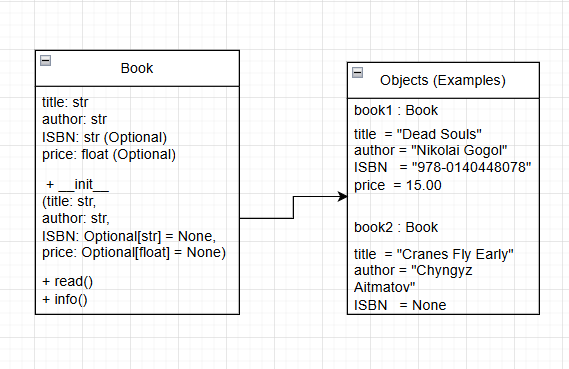 Book
title: str
author: str
ISBN: str (Optional)
price: float (Optional)
+ __init__
(title: str,
author: str,
ISBN: Optional[str] = None,
price: Optional[float] = None)
+ read()
+ info()
Objects (Examples)
book1 : Book
title = "Dead Souls"
author = "Nikolai Gogol"
ISBN = "978-0140448078"
price = 15.00
book2 : Book
title = "Cranes Fly Early"
author = "Chyngyz
Aitmatov"
ISBN = None